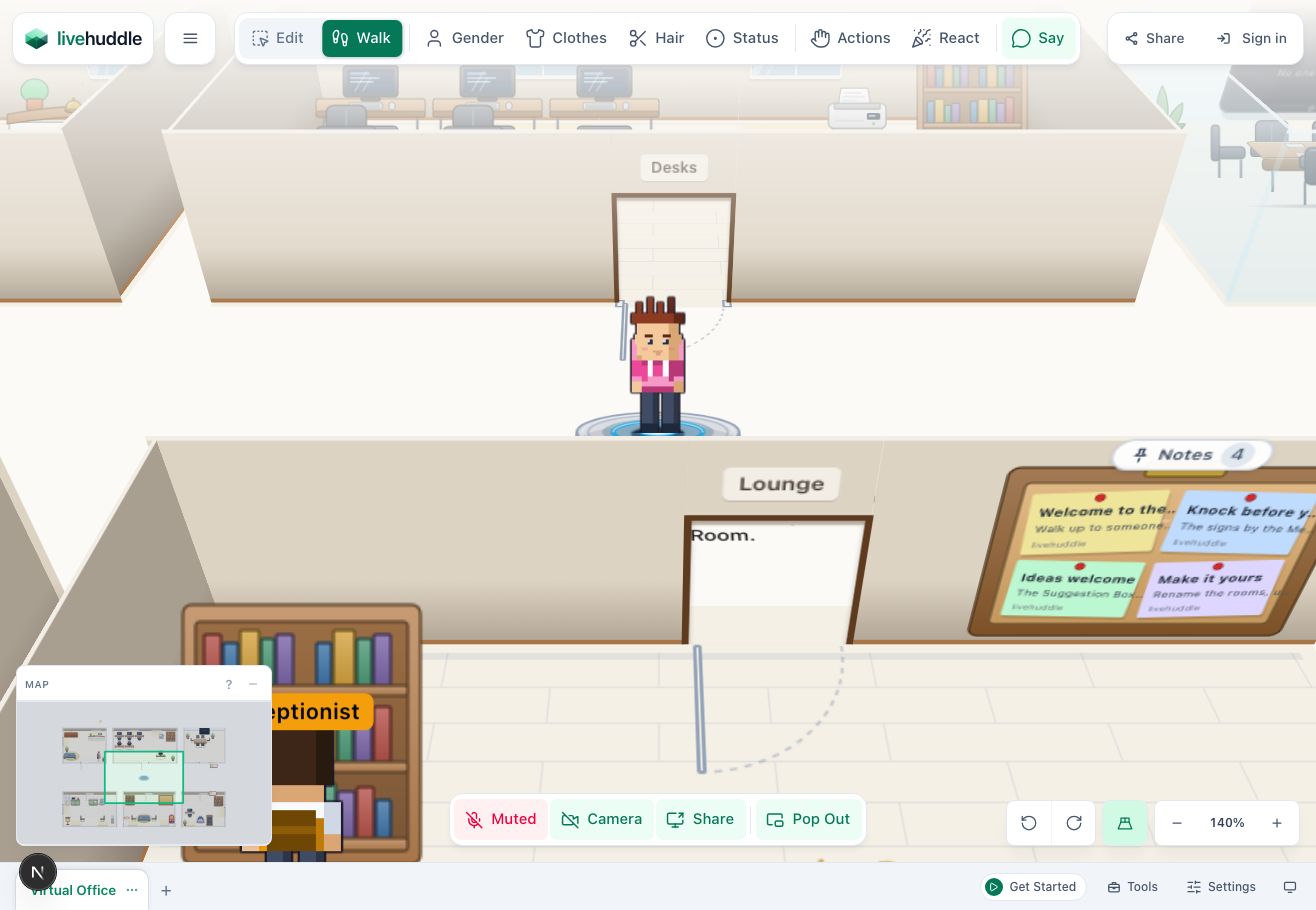 livehuddle
Edit
Walk
Gender
Clothes
Hair
Status
Actions
React
Say
Share
Sign in
Desks
Lounge
Room.
Notes 4
Welcome to the...
Walk up to someone...
livehuddle
Knock before y...
The signs by the Me...
livehuddle
Ideas welcome
The Suggestion Box...
livehuddle
Make it yours
Rename the rooms, u...
livehuddle
eptionist
MAP
?
Muted
Camera
Share
Pop Out
140%
N
Virtual Office
Get Started
Tools
Settings